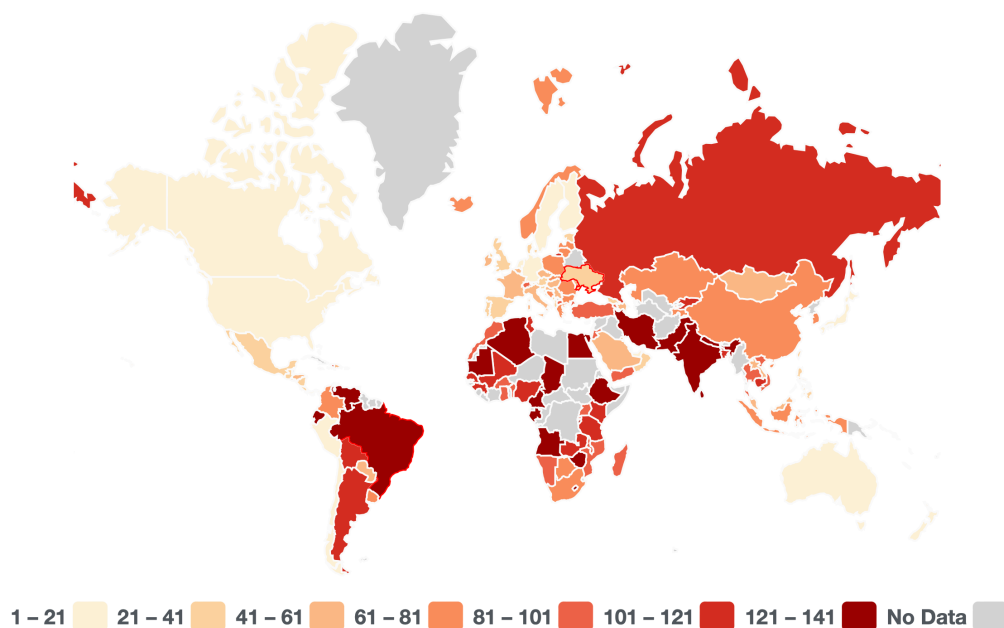 1 – 21 21 – 41 41 – 61 61 – 81 81 – 101 101 – 121 121 – 141 No Data